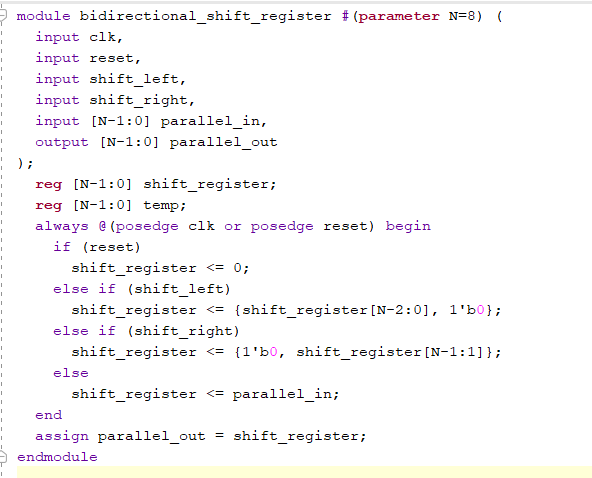 module bidirectional_shift_register #(parameter N=8) (
  input clk,
  input reset,
  input shift_left,
  input shift_right,
  input [N-1:0] parallel_in,
  output [N-1:0] parallel_out
);
  reg [N-1:0] shift_register;
  reg [N-1:0] temp;
  always @(posedge clk or posedge reset) begin
    if (reset)
      shift_register <= 0;
    else if (shift_left)
      shift_register <= {shift_register[N-2:0], 1'b0};
    else if (shift_right)
      shift_register <= {1'b0, shift_register[N-1:1]};
    else
      shift_register <= parallel_in;
  end
  assign parallel_out = shift_register;
endmodule